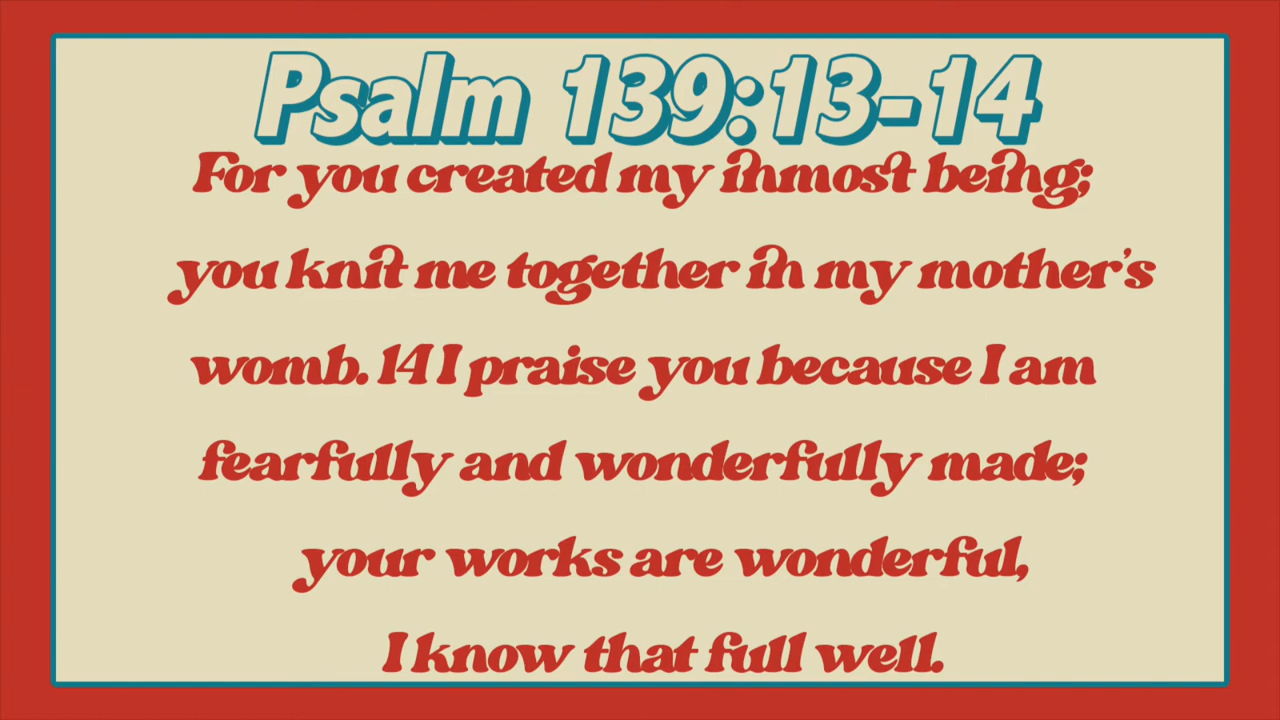 Psalm 139:13-14
For you created my inmost being;
you knit me together in my mother's
womb. 14 I praise you because I am
fearfully and wonderfully made;
your works are wonderful,
I know that full well.